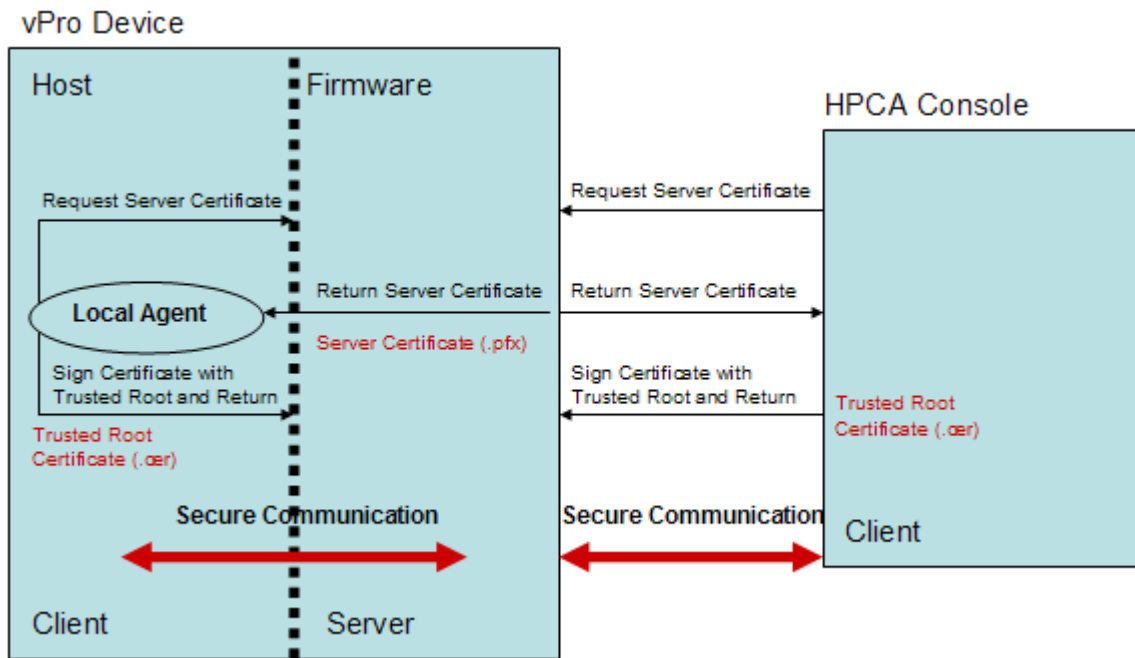 vPro Device
Host
Firmware
HPCA Console
Request Server Certificate
Request Server Certificate
Local Agent
Return Server Certificate
Return Server Certificate
Server Certificate (.pfx)
Sign Certificate with
Trusted Root and Return
Sign Certificate with
Trusted Root and Return
Trusted Root
Certificate (.cer)
Trusted Root
Certificate (.cer)
Secure Communication
Secure Communication
Client
Client
Server